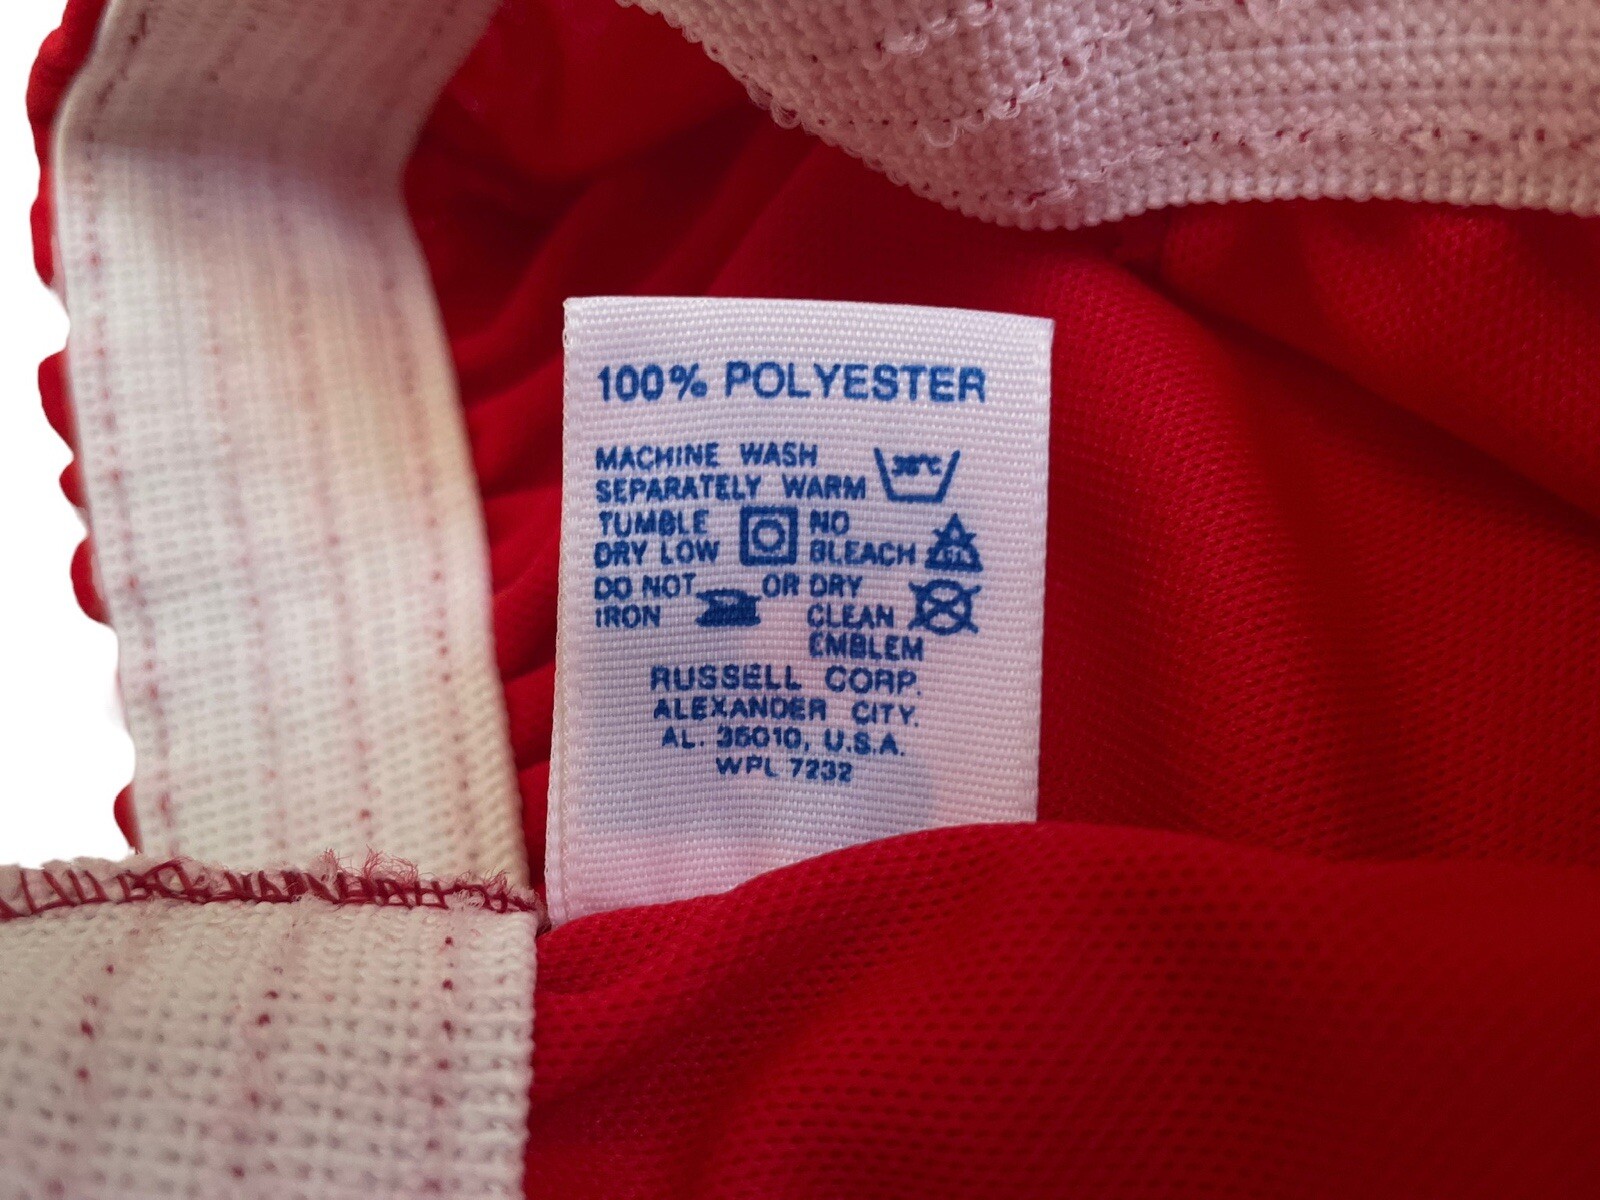 100% POLYESTER
MACHINE WASH
SEPARATELY WARM
TUMBLE NO
DRY LOW BLEACH
DO NOT OR DRY
IRON CLEAN
EMBLEM
RUSSELL CORP.
ALEXANDER CITY.
AL. 35010, U.S.A.
WPL 7232